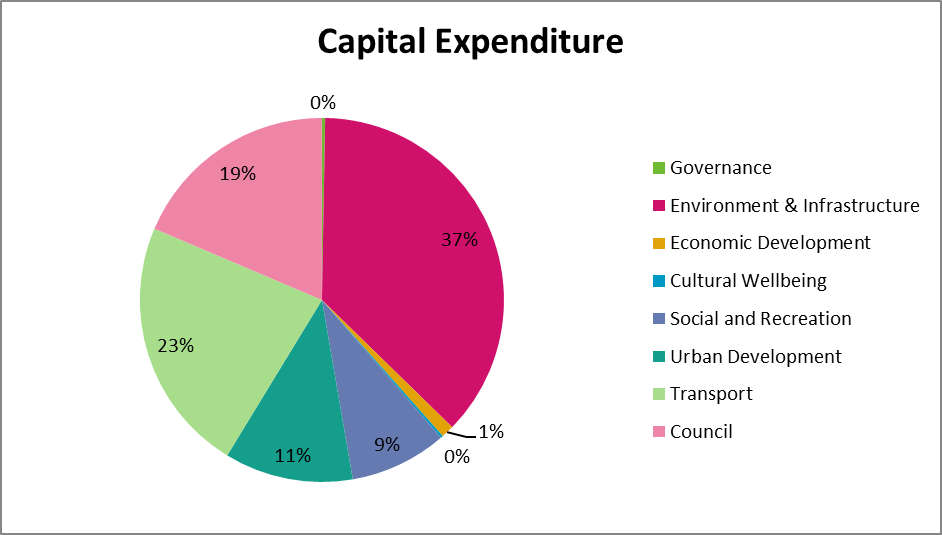 Capital Expenditure
0%
19%
37%
23%
1%
0%
9%
11%
Governance
Environment & Infrastructure
Economic Development
Cultural Wellbeing
Social and Recreation
Urban Development
Transport
Council